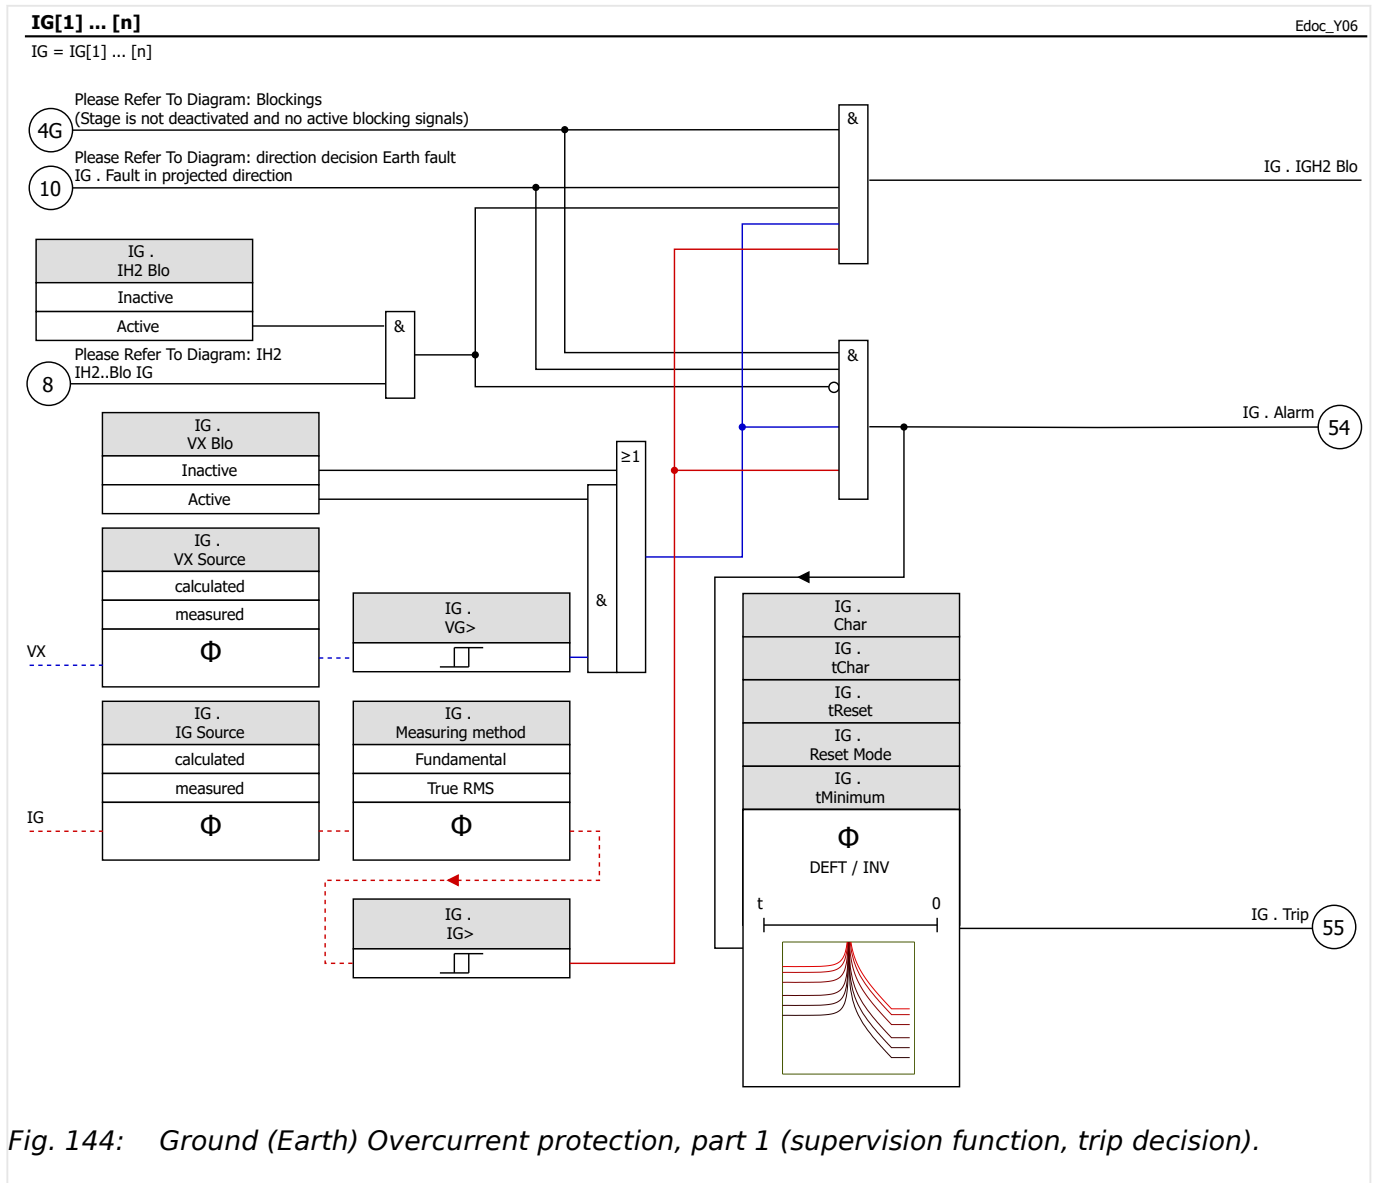 IG[1] ... [n]
Edoc_Y06
IG = IG[1] ... [n]
Please Refer To Diagram: Blockings
4G
(Stage is not deactivated and no active blocking signals)
&
Please Refer To Diagram: direction decision Earth fault
10
IG . Fault in projected direction
IG . IGH2 Blo
IG .
IH2 Blo
Inactive
Active
&
Please Refer To Diagram: IH2
8
IH2..Blo IG
&
IG . Alarm
54
IG .
VX Blo
Inactive
Active
≥1
&
IG .
VX Source
calculated
measured
VX
Φ
IG .
VG>
IG .
IG Source
calculated
measured
IG
Φ
IG .
Measuring method
Fundamental
True RMS
Φ
IG .
IG>
IG .
Char
IG .
tChar
IG .
tReset
IG .
Reset Mode
IG .
tMinimum
Φ
DEFT / INV
t
0
IG . Trip
55
Fig. 144: Ground (Earth) Overcurrent protection, part 1 (supervision function, trip decision).